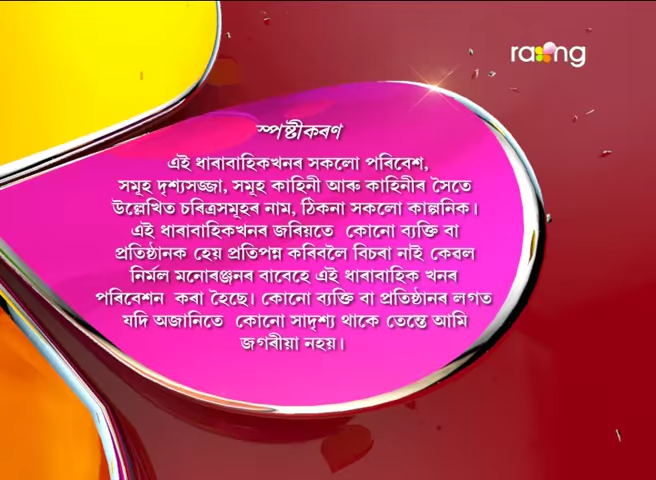 raang
স্পষ্টীকৰণ
এই ধাৰাবাহিকখনৰ সকলো পৰিবেশ,
সমূহ দৃশ্যসজ্জা, সমূহ কাহিনী আৰু কাহিনীৰ সৈতে
উল্লেখিত চৰিত্ৰসমূহৰ নাম, ঠিকনা সকলো কাল্পনিক।
এই ধাৰাবাহিকখনৰ জৰিয়তে কোনো ব্যক্তি বা
প্ৰতিষ্ঠানক হেয় প্ৰতিপন্ন কৰিবলৈ বিচৰা নাই কেৱল
নিৰ্মল মনোৰঞ্জনৰ বাবেহে এই ধাৰাবাহিক খনৰ
পৰিবেশন কৰা হৈছে। কোনো ব্যক্তি বা প্ৰতিষ্ঠানৰ লগত
যদি অজানিতে কোনো সাদৃশ্য থাকে তেন্তে আমি
জগৰীয়া নহয়।